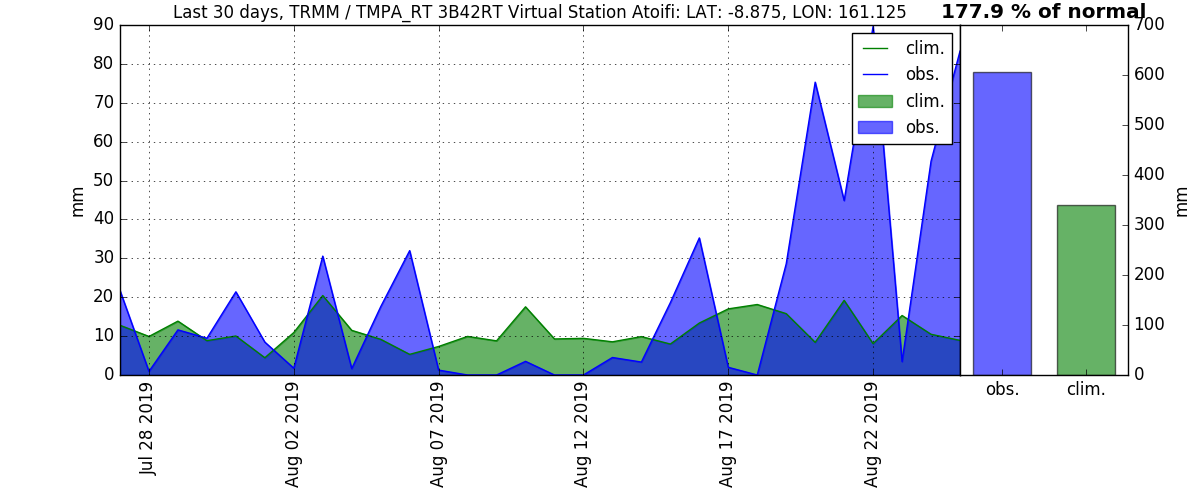 Last 30 days, TRMM / TMPA_RT 3B42RT Virtual Station Atoifi: LAT: -8.875, LON: 161.125
177.9 % of normal
90
80
70
60
50
40
30
20
10
0
mm
clim.
obs.
clim.
obs.
Jul 28 2019
Aug 02 2019
Aug 07 2019
Aug 12 2019
Aug 17 2019
Aug 22 2019
700
600
500
400
300
200
100
0
mm
obs.
clim.